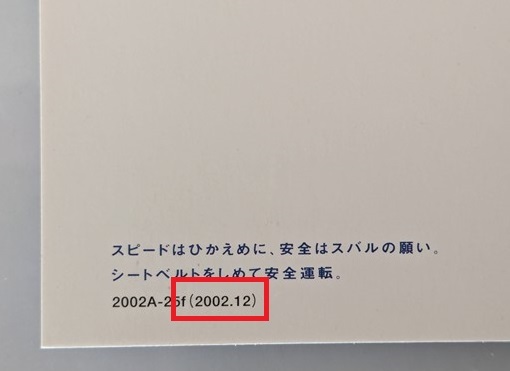 スピードはひかえめに、安全はスバルの願い。
シートベルトをしめて安全運転。
2002A-25f(2002.12)